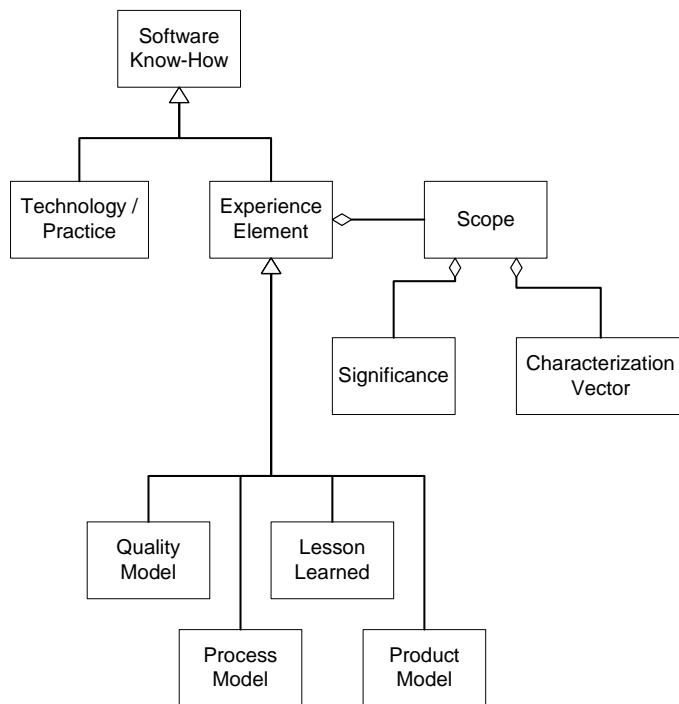 Software
Know-How
Technology /
Practice
Experience
Element
Scope
Significance
Characterization
Vector
Quality
Model
Lesson
Learned
Process
Model
Product
Model